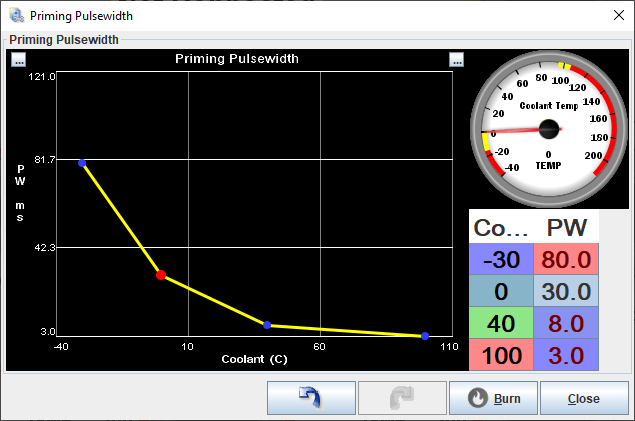 Priming Pulsewidth
Priming Pulsewidth
...
Priming Pulsewidth
...
121.0
81.7
42.3
3.0
PW ms
-40
10
60
110
Coolant (C)
-40
-20
0
20
40
60
80
100
120
140
160
180
200
Coolant Temp
0
TEMP
Co... PW
-30 80.0
0 30.0
40 8.0
100 3.0
Burn
Close